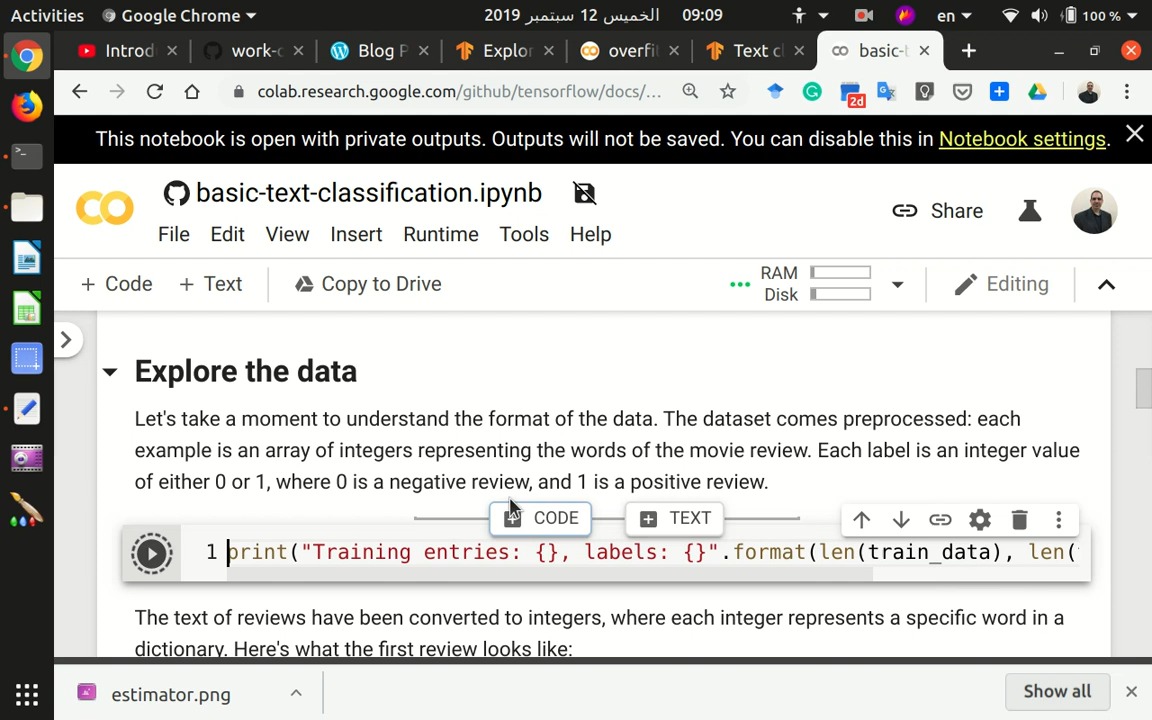 Activities Google Chrome الخميس 12 سبتمبر 2019 09:09 en 100 %
Introd work-c Blog P Explor overfi Text cl basic-t
colab.research.google.com/github/tensorflow/docs/... 2d
This notebook is open with private outputs. Outputs will not be saved. You can disable this in Notebook settings.
basic-text-classification.ipynb
Share
File Edit View Insert Runtime Tools Help
+ Code + Text Copy to Drive RAM Disk Editing
Explore the data
Let's take a moment to understand the format of the data. The dataset comes preprocessed: each
example is an array of integers representing the words of the movie review. Each label is an integer value
of either 0 or 1, where 0 is a negative review, and 1 is a positive review.
CODE TEXT
1 print("Training entries: {}, labels: {}".format(len(train_data), len(
The text of reviews have been converted to integers, where each integer represents a specific word in a
dictionary. Here's what the first review looks like:
estimator.png Show all